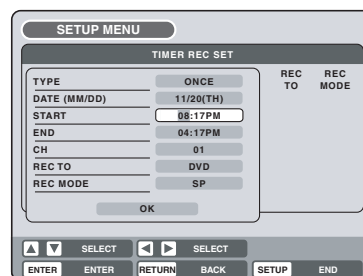 SETUP MENU
TIMER REC SET
REC TO REC MODE
TYPE ONCE
DATE (MM/DD) 11/20(TH)
START 08:17PM
END 04:17PM
CH 01
REC TO DVD
REC MODE SP
OK
▲ ▼ SELECT ◀ ▶ SELECT
ENTER ENTER RETURN BACK SETUP END